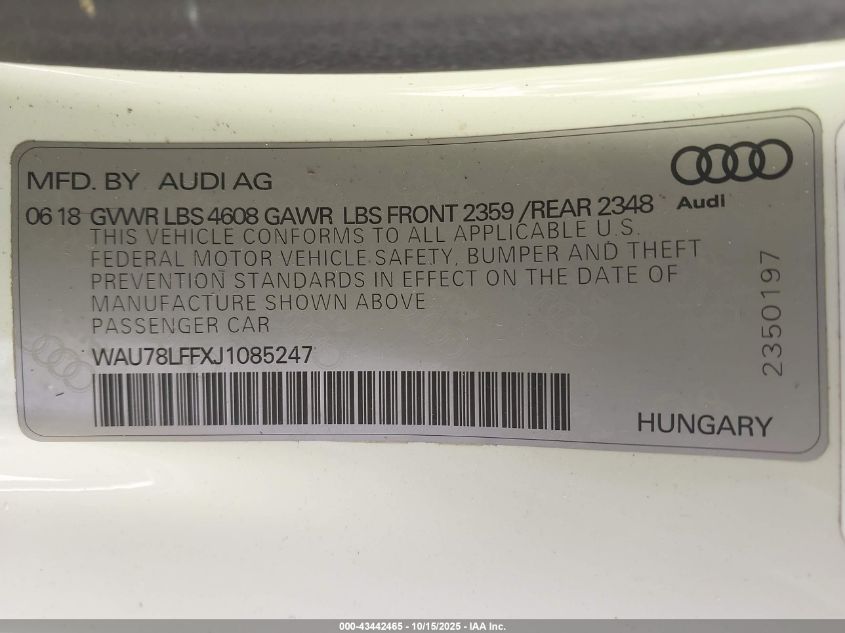 MFD. BY AUDI AG
Audi
06 18 GVWR LBS 4608 GAWR LBS FRONT 2359 /REAR 2348
THIS VEHICLE CONFORMS TO ALL APPLICABLE U.S.
FEDERAL MOTOR VEHICLE SAFETY, BUMPER AND THEFT
PREVENTION STANDARDS IN EFFECT ON THE DATE OF
MANUFACTURE SHOWN ABOVE
PASSENGER CAR
WAU78LFFXJ1085247
HUNGARY
2350197
000-43442465 - 10/15/2025 - IAA Inc.